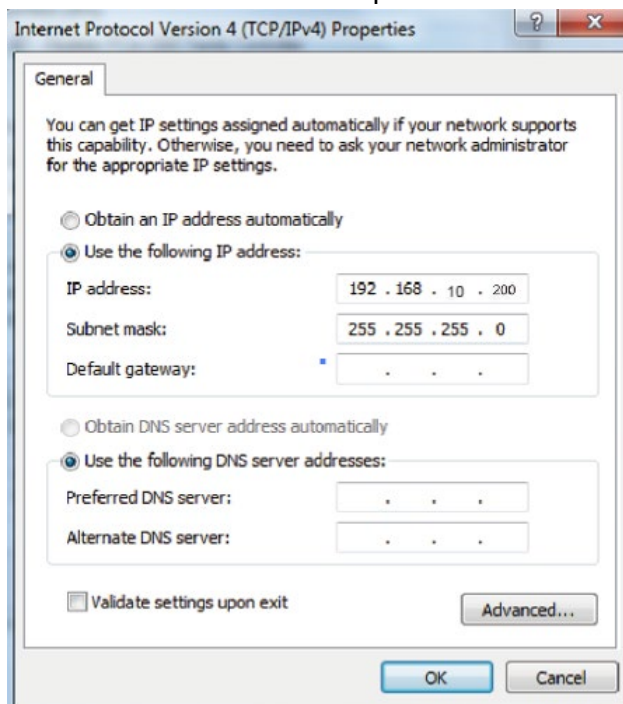 Internet Protocol Version 4 (TCP/IPv4) Properties
?
X
General
You can get IP settings assigned automatically if your network supports
this capability. Otherwise, you need to ask your network administrator
for the appropriate IP settings.
Obtain an IP address automatically
Use the following IP address:
IP address: 192 . 168 . 10 . 200
Subnet mask: 255 . 255 . 255 . 0
Default gateway: . . .
Obtain DNS server address automatically
Use the following DNS server addresses:
Preferred DNS server: . . .
Alternate DNS server: . . .
Validate settings upon exit
Advanced...
OK Cancel